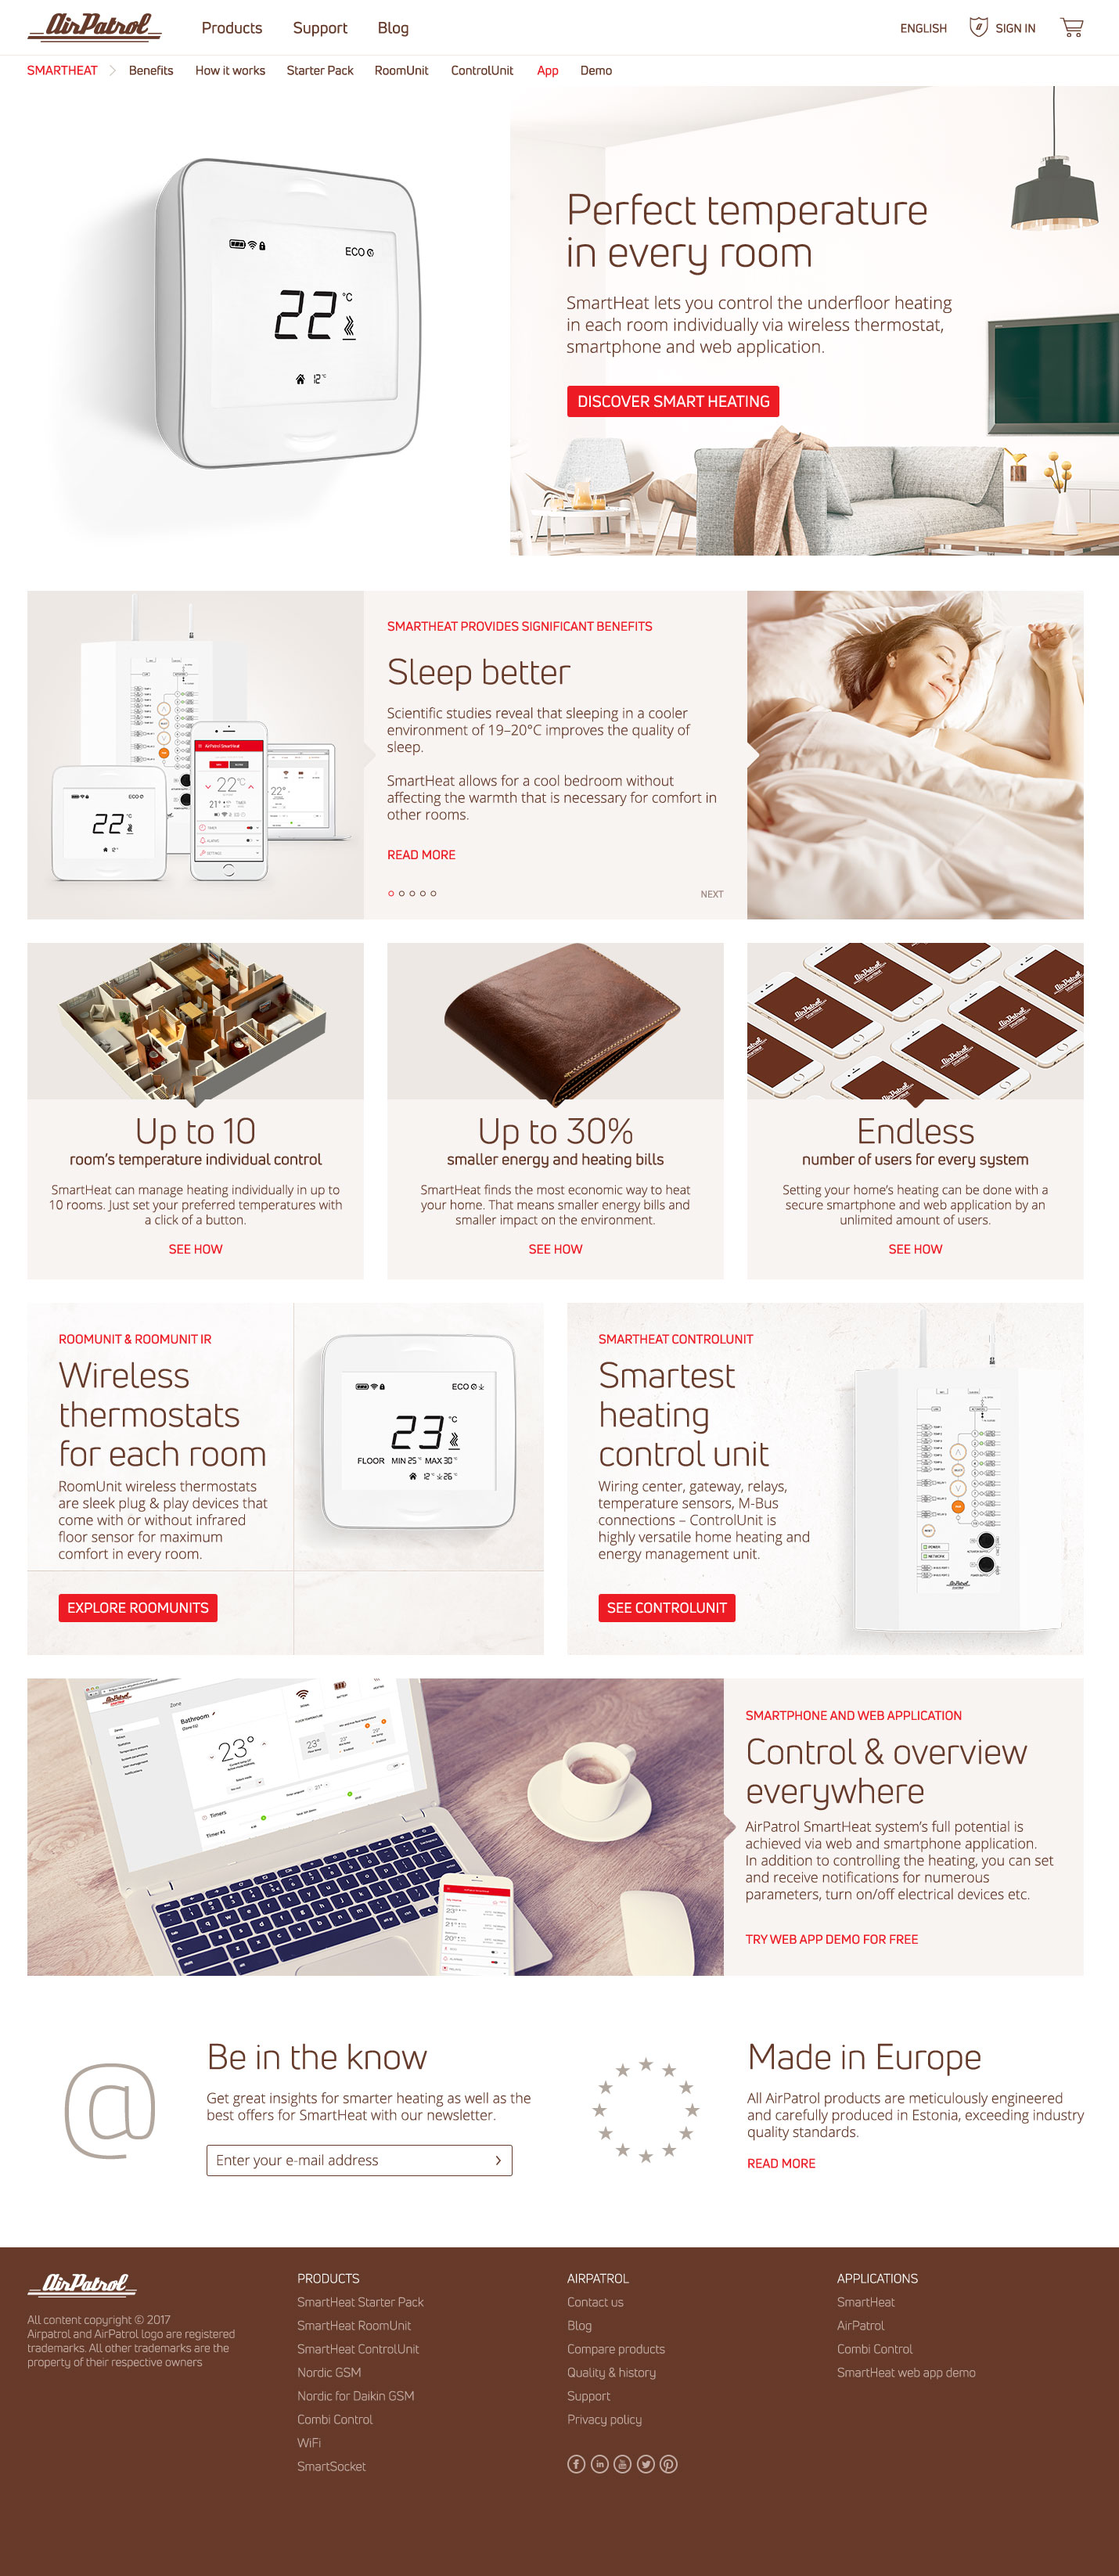 AirPatrol
Products Support Blog
ENGLISH SIGN IN
SMARTHEAT Benefits How it works Starter Pack RoomUnit ControlUnit App Demo
ECO
22 °C
12 °C
Perfect temperature
in every room
SmartHeat lets you control the underfloor heating
in each room individually via wireless thermostat,
smartphone and web application.
DISCOVER SMART HEATING
AirPatrol SmartHeat
22°C
ECO
22 °C
SMARTHEAT PROVIDES SIGNIFICANT BENEFITS
Sleep better
Scientific studies reveal that sleeping in a cooler
environment of 19–20°C improves the quality of
sleep.
SmartHeat allows for a cool bedroom without
affecting the warmth that is necessary for comfort in
other rooms.
READ MORE
NEXT
Up to 10
room's temperature individual control
SmartHeat can manage heating individually in up to
10 rooms. Just set your preferred temperatures with
a click of a button.
SEE HOW
Up to 30%
smaller energy and heating bills
SmartHeat finds the most economic way to heat
your home. That means smaller energy bills and
smaller impact on the environment.
SEE HOW
AirPatrol
Endless
number of users for every system
Setting your home's heating can be done with a
secure smartphone and web application by an
unlimited amount of users.
SEE HOW
ROOMUNIT & ROOMUNIT IR
Wireless
thermostats
for each room
RoomUnit wireless thermostats
are sleek plug & play devices that
come with or without infrared
floor sensor for maximum
comfort in every room.
EXPLORE ROOMUNITS
ECO
23 °C
FLOOR MIN 25 °C MAX 30 °C
12 °C 26 °C
SMARTHEAT CONTROLUNIT
Smartest
heating
control unit
Wiring center, gateway, relays,
temperature sensors, M-Bus
connections – ControlUnit is
highly versatile home heating and
energy management unit.
SEE CONTROLUNIT
POWER
NETWORK
AirPatrol
AirPatrol
Zone
Bathroom
23°
23°
Timers
Timer #1
SMARTPHONE AND WEB APPLICATION
Control & overview
everywhere
AirPatrol SmartHeat system's full potential is
achieved via web and smartphone application.
In addition to controlling the heating, you can set
and receive notifications for numerous
parameters, turn on/off electrical devices etc.
TRY WEB APP DEMO FOR FREE
@
Be in the know
Get great insights for smarter heating as well as the
best offers for SmartHeat with our newsletter.
Enter your e-mail address
Made in Europe
All AirPatrol products are meticulously engineered
and carefully produced in Estonia, exceeding industry
quality standards.
READ MORE
AirPatrol
All content copyright © 2017
Airpatrol and AirPatrol logo are registered
trademarks. All other trademarks are the
property of their respective owners
PRODUCTS
SmartHeat Starter Pack
SmartHeat RoomUnit
SmartHeat ControlUnit
Nordic GSM
Nordic for Daikin GSM
Combi Control
WiFi
SmartSocket
AIRPATROL
Contact us
Blog
Compare products
Quality & history
Support
Privacy policy
APPLICATIONS
SmartHeat
AirPatrol
Combi Control
SmartHeat web app demo